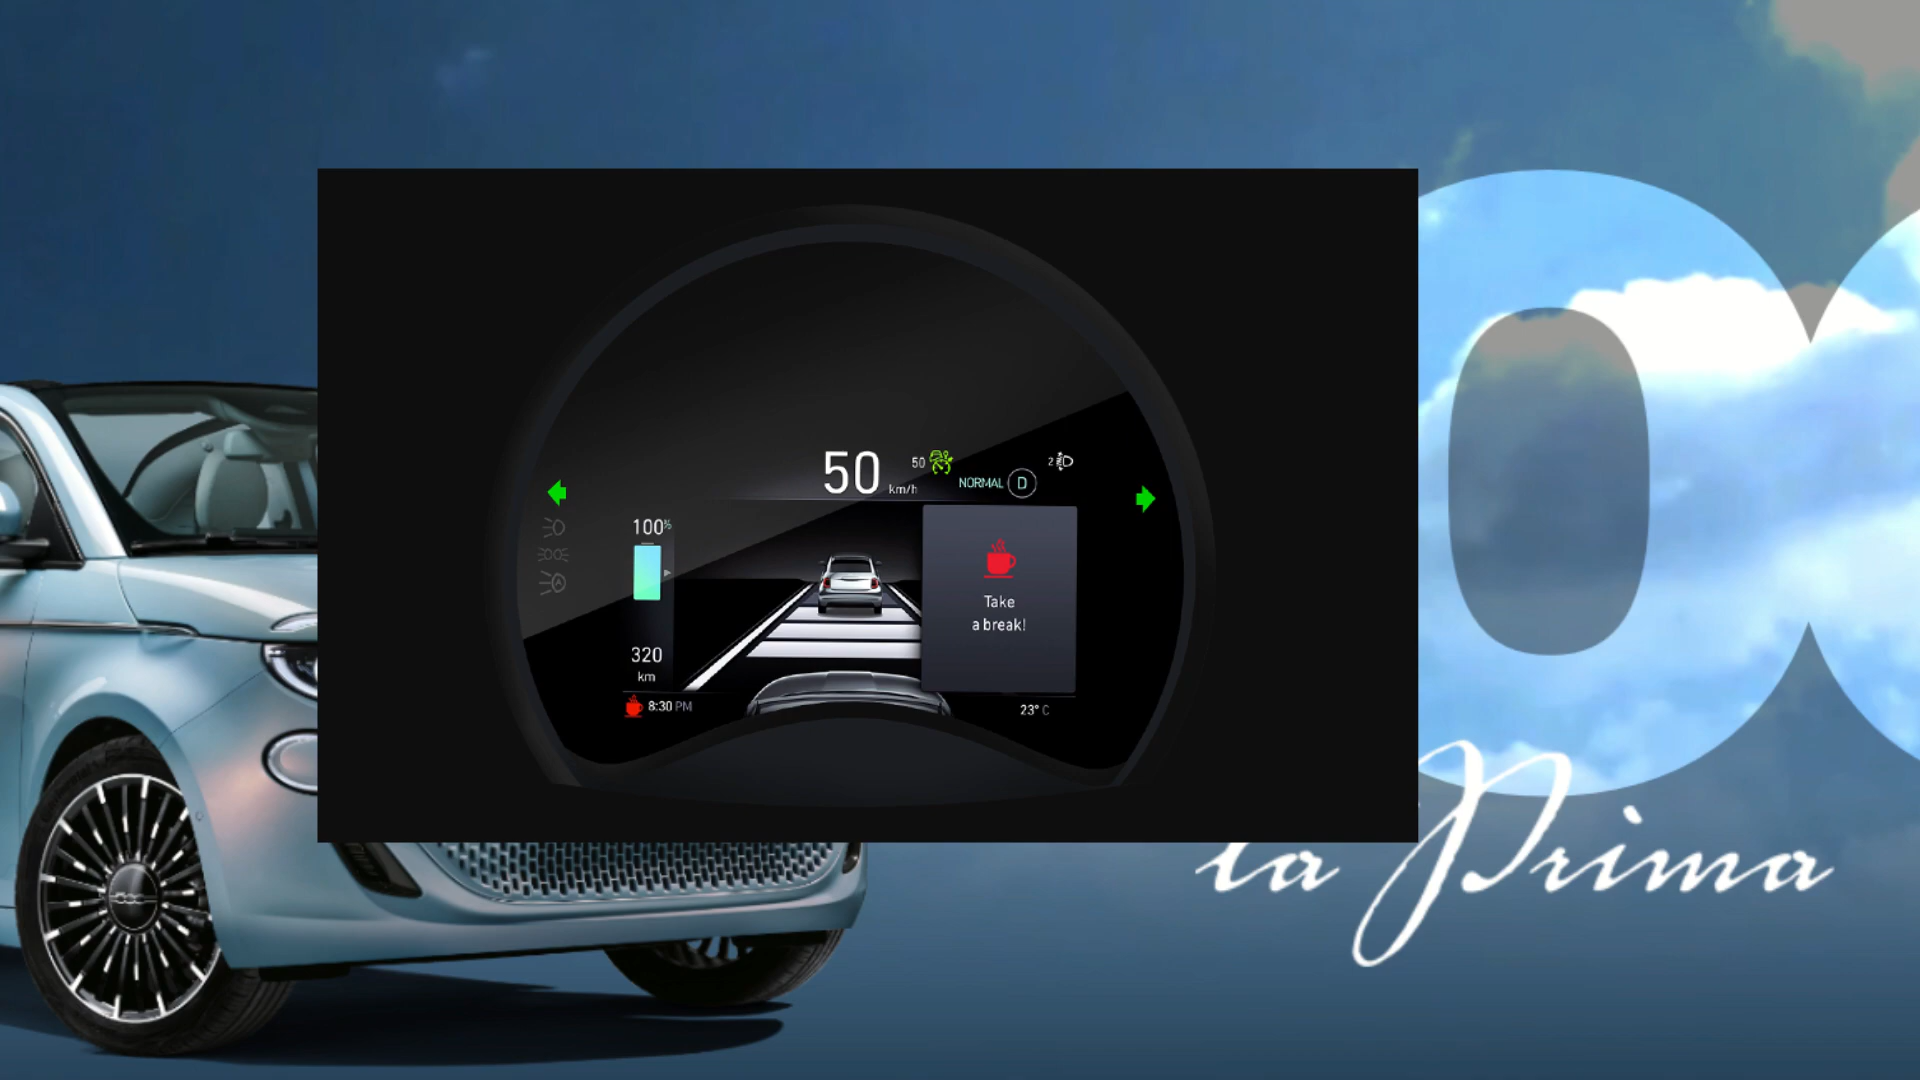 50 km/h
50
2
NORMAL D
100%
320
km
Take
a break!
8:30 PM
23° C
la Prima